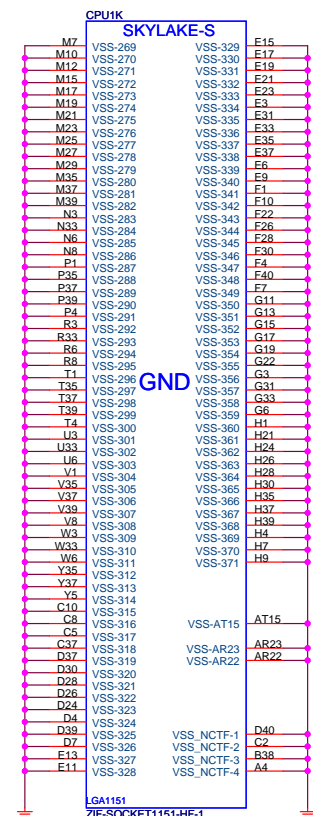 CPU1K
SKYLAKE-S
M7 VSS-269 VSS-329 E15
M10 VSS-270 VSS-330 E17
M12 VSS-271 VSS-331 E19
M15 VSS-272 VSS-332 E21
M17 VSS-273 VSS-333 E23
M19 VSS-274 VSS-334 E3
M21 VSS-275 VSS-335 E31
M23 VSS-276 VSS-336 E33
M25 VSS-277 VSS-337 E35
M27 VSS-278 VSS-338 E37
M29 VSS-279 VSS-339 E6
M35 VSS-280 VSS-340 E9
M37 VSS-281 VSS-341 F1
M39 VSS-282 VSS-342 F10
N3 VSS-283 VSS-343 F22
N33 VSS-284 VSS-344 F26
N6 VSS-285 VSS-345 F28
N8 VSS-286 VSS-346 F30
P1 VSS-287 VSS-347 F4
P35 VSS-288 VSS-348 F40
P37 VSS-289 VSS-349 F7
P39 VSS-290 VSS-350 G11
P4 VSS-291 VSS-351 G13
R3 VSS-292 VSS-352 G15
R33 VSS-293 VSS-353 G17
R6 VSS-294 VSS-354 G19
R8 VSS-295 VSS-355 G22
T1 VSS-296 GND VSS-356 G3
T35 VSS-297 VSS-357 G31
T37 VSS-298 VSS-358 G33
T39 VSS-299 VSS-359 G6
T4 VSS-300 VSS-360 H1
U3 VSS-301 VSS-361 H21
U33 VSS-302 VSS-362 H24
U6 VSS-303 VSS-363 H26
V1 VSS-304 VSS-364 H28
V35 VSS-305 VSS-365 H30
V37 VSS-306 VSS-366 H35
V39 VSS-307 VSS-367 H37
V8 VSS-308 VSS-368 H39
W3 VSS-309 VSS-369 H4
W33 VSS-310 VSS-370 H7
W6 VSS-311 VSS-371 H9
Y35 VSS-312
Y37 VSS-313
Y5 VSS-314
C10 VSS-315
C8 VSS-316 VSS-AT15 AT15
C5 VSS-317
C37 VSS-318 VSS-AR23 AR23
D37 VSS-319 VSS-AR22 AR22
D30 VSS-320
D28 VSS-321
D26 VSS-322
D24 VSS-323
D4 VSS-324
D39 VSS-325 VSS_NCTF-1 D40
D7 VSS-326 VSS_NCTF-2 C2
E13 VSS-327 VSS_NCTF-3 B38
E11 VSS-328 VSS_NCTF-4 A4
LGA1151
ZIF-SOCKET1151-HF-1